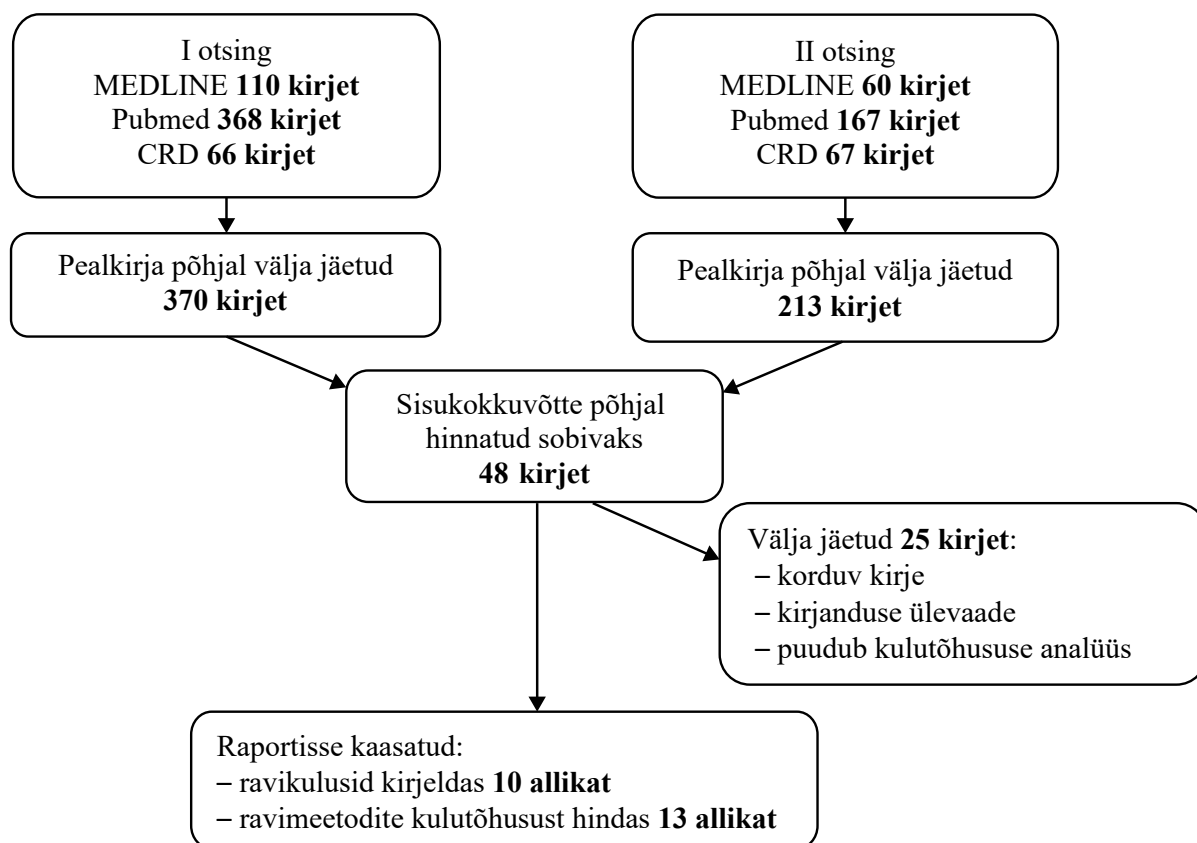 I otsing
MEDLINE 110 kirjet
Pubmed 368 kirjet
CRD 66 kirjet
II otsing
MEDLINE 60 kirjet
Pubmed 167 kirjet
CRD 67 kirjet
Pealkirja põhjal välja jäetud
370 kirjet
Pealkirja põhjal välja jäetud
213 kirjet
Sisukokkuvõtte põhjal
hinnatud sobivaks
48 kirjet
Välja jäetud 25 kirjet:
– korduv kirje
– kirjanduse ülevaade
– puudub kulutõhususe analüüs
Raportisse kaasatud:
– ravikulusid kirjeldas 10 allikat
– ravimeetodite kulutõhusust hindas 13 allikat